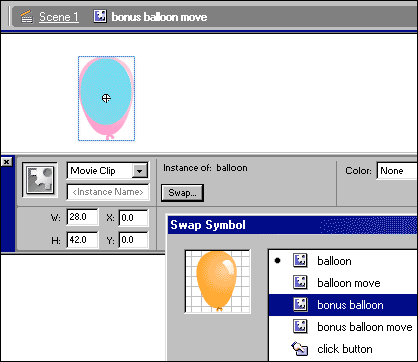 Scene 1 bonus balloon move
Movie Clip Instance of: balloon Color: None
<Instance Name> Swap...
W: 28.0 X: 0.0
H: 42.0 Y: 0.0
Swap Symbol
balloon
balloon move
bonus balloon
bonus balloon move
click button